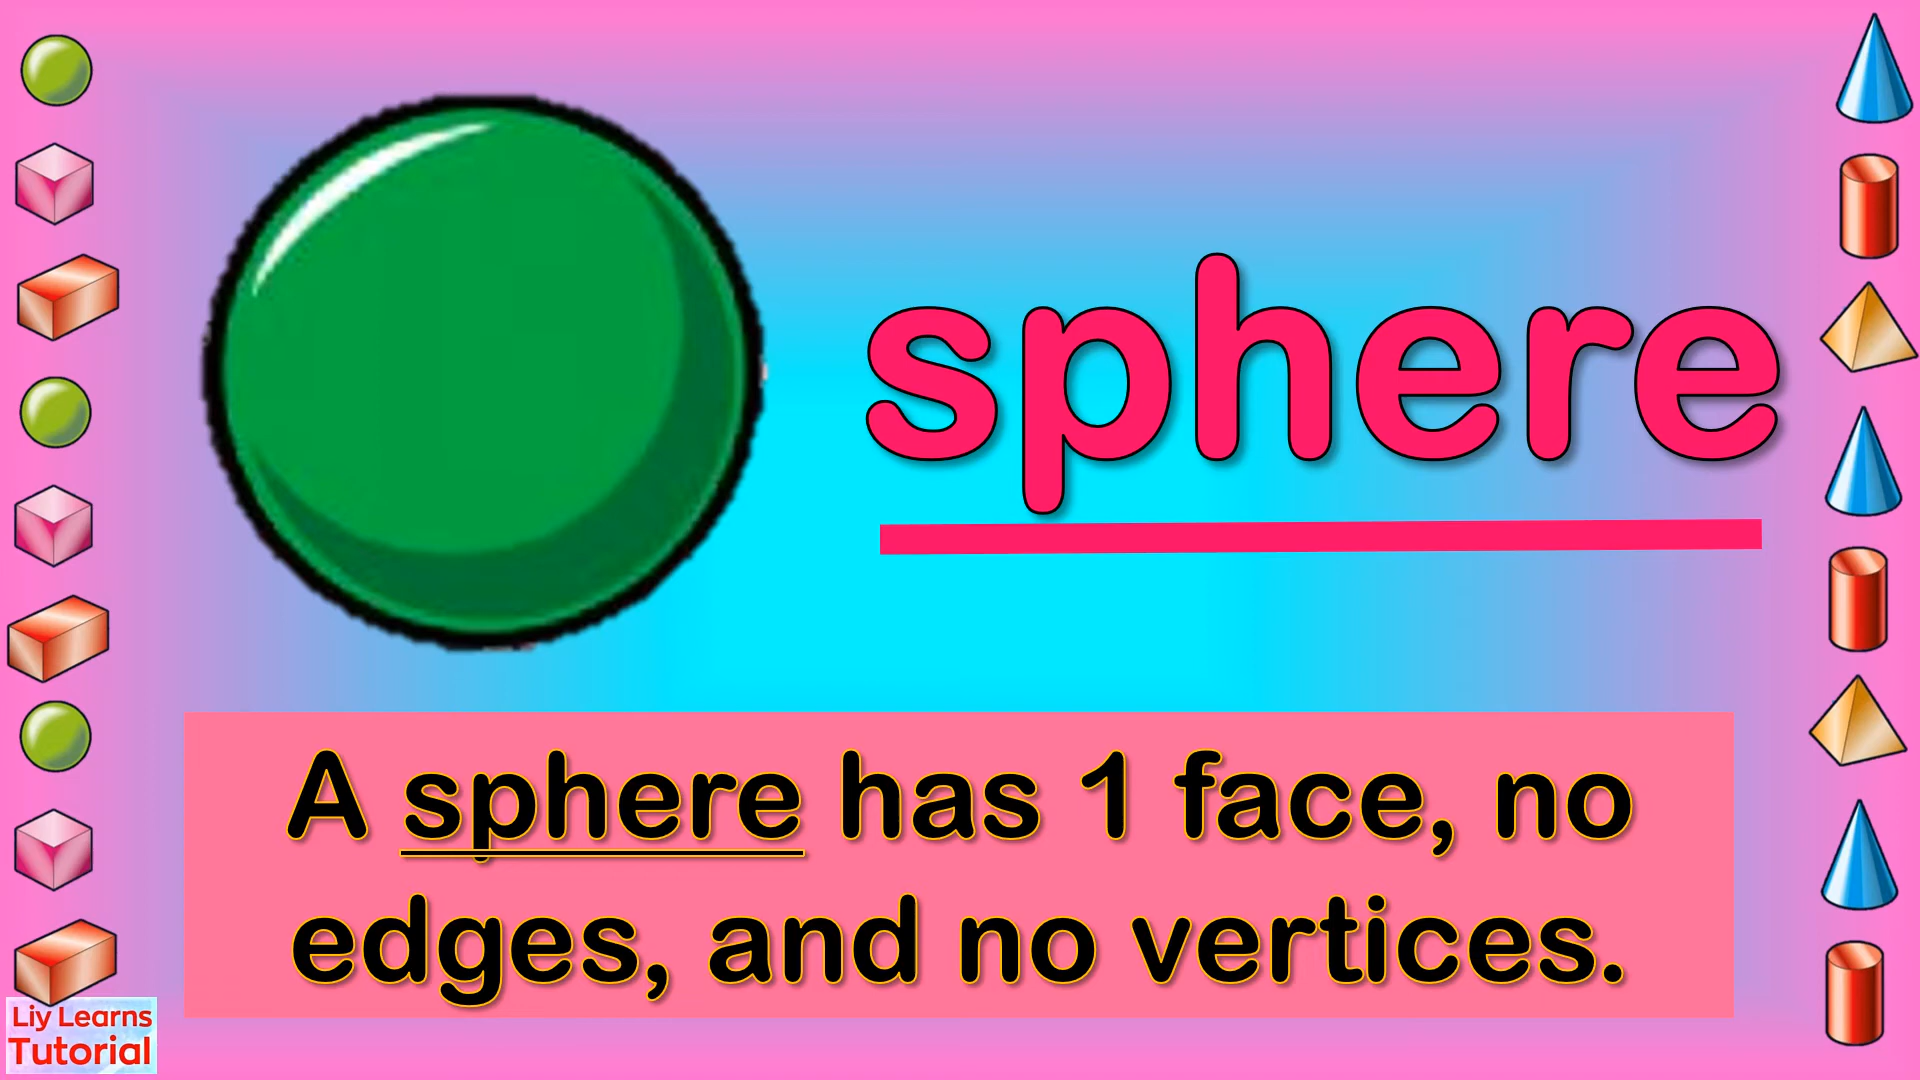 sphere
A sphere has 1 face, no
edges, and no vertices.
Liy Learns
Tutorial